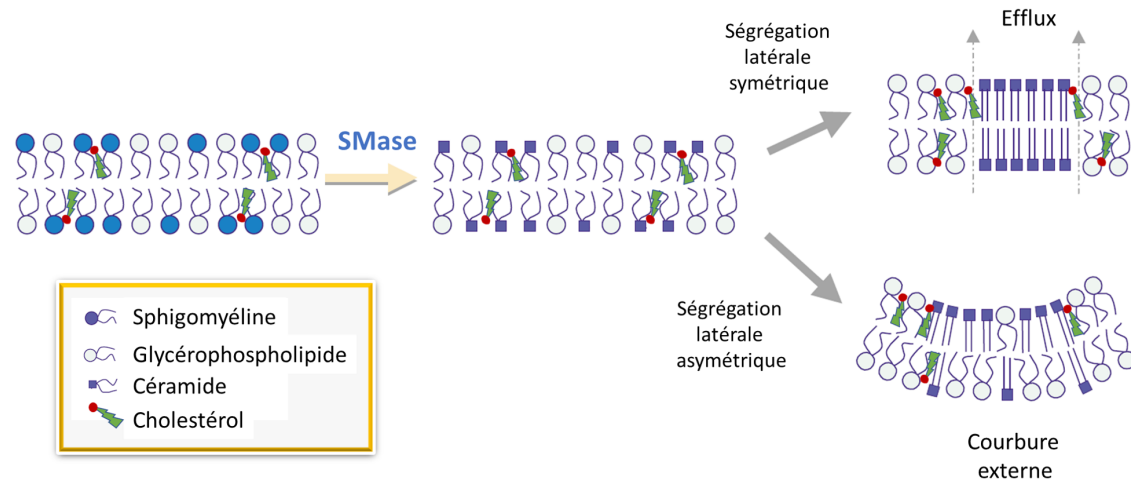 Efflux
Ségrégation
latérale
symétrique
SMase
Sphigomyéline
Glycérophospholipide
Céramide
Cholestérol
Ségrégation
latérale
asymétrique
Courbure
externe